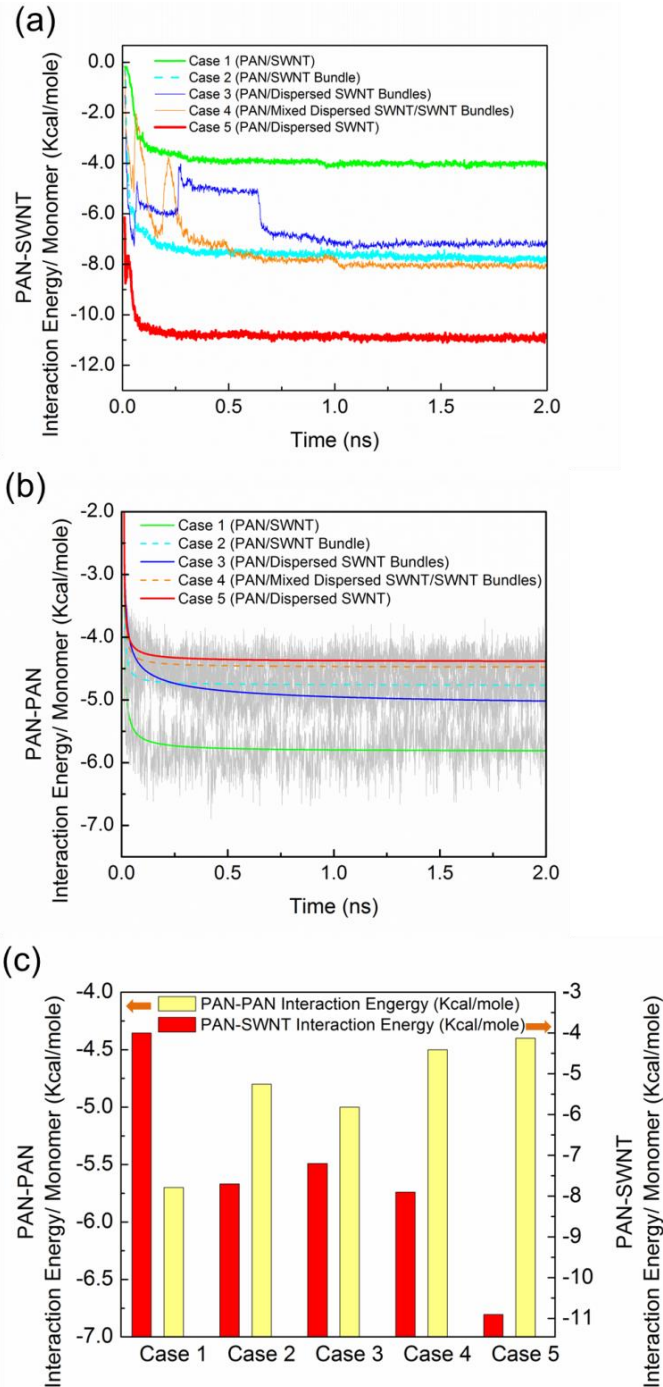 (a)
0.0
-2.0
-4.0
-6.0
-8.0
-10.0
-12.0
PAN-SWNT
Interaction Energy/ Monomer (Kcal/mole)
Case 1 (PAN/SWNT)
Case 2 (PAN/SWNT Bundle)
Case 3 (PAN/Dispersed SWNT Bundles)
Case 4 (PAN/Mixed Dispersed SWNT/SWNT Bundles)
Case 5 (PAN/Dispersed SWNT)
0.0 0.5 1.0 1.5 2.0
Time (ns)
(b)
-2.0
-3.0
-4.0
-5.0
-6.0
-7.0
PAN-PAN
Interaction Energy/ Monomer (Kcal/mole)
Case 1 (PAN/SWNT)
Case 2 (PAN/SWNT Bundle)
Case 3 (PAN/Dispersed SWNT Bundles)
Case 4 (PAN/Mixed Dispersed SWNT/SWNT Bundles)
Case 5 (PAN/Dispersed SWNT)
0.0 0.5 1.0 1.5 2.0
Time (ns)
(c)
-4.0
-4.5
-5.0
-5.5
-6.0
-6.5
-7.0
PAN-PAN
Interaction Energy/ Monomer (Kcal/mole)
PAN-PAN Interaction Engergy (Kcal/mole)
PAN-SWNT Interaction Energy (Kcal/mole)
-3
-4
-5
-6
-7
-8
-9
-10
-11
PAN-SWNT
Interaction Energy/ Monomer (Kcal/mole)
Case 1 Case 2 Case 3 Case 4 Case 5